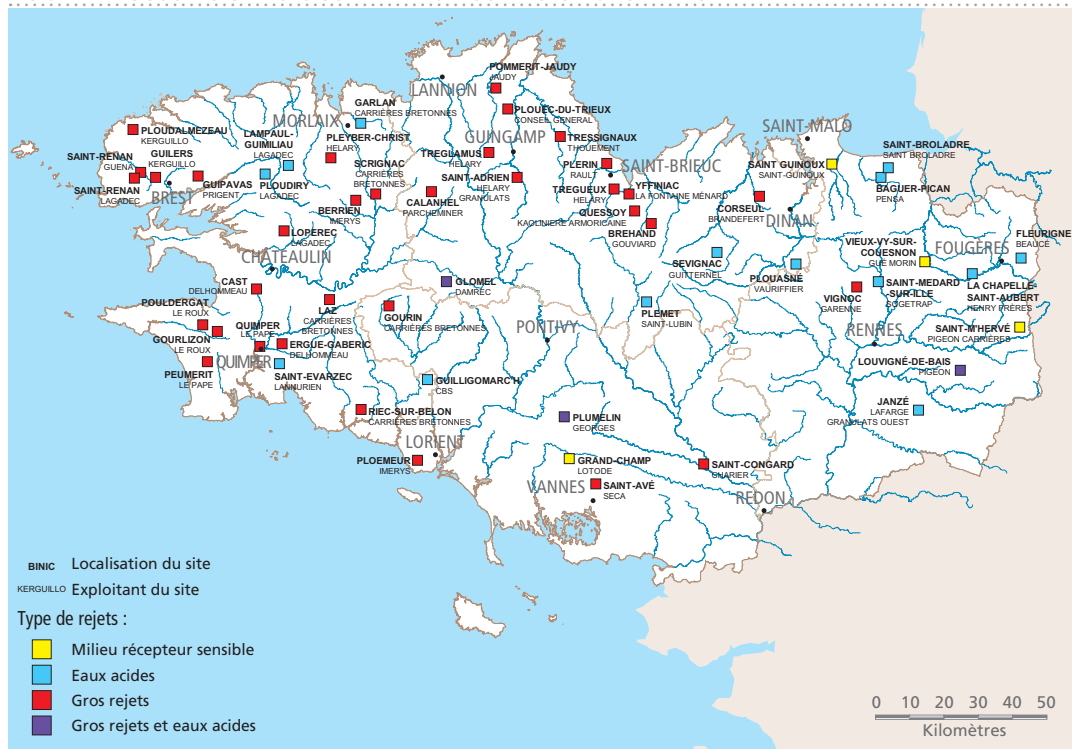 POMMERIT-JAUDY
JAUDY
LANNION
GARLAN
CARRIÈRES BRETONNES
PLOUEC-DU-TRIEUX
CONSEIL GENERAL
MORLAIX
GUINGAMP
TRESSIGNAUX
THOUEMENT
SAINT-MALO
PLOUDALMEZEAU
KERGUILLO
LAMPAUL-
GUIMILIAU
LAGADEC
PLEYBER-CHRIST
HELARY
TREGLAMUS
HELARY
SAINT-BROLADRE
SAINT BROLADRE
SAINT-RENAN
GUENA
GUILERS
KERGUILLO
SCRIGNAC
CARRIÈRES
BRETONNES
PLERIN
RAULT
SAINT-BRIEUC
SAINT GUINOUX
SAINT-GUINOUX
SAINT-RENAN
LAGADEC
BREST
GUIPAVAS
PRIGENT
PLOUDIRY
LAGADEC
SAINT-ADRIEN
HELARY
GRANULATS
TREGUEUX
HELARY
YFFINIAC
LA FONTAINE MÉNARD
BAGUER-PICAN
PENSA
BERRIEN
IMERYS
CALANHEL
PARCHEMINER
QUESSOY
KAOLINIERE ARMORICAINE
CORSEUL
BRANDEFERT
DINAN
LOPEREC
LAGADEC
BREHAND
GOUVIARD
VIEUX-VY-SUR-
COUESNON
GUE MORIN
FOUGÈRES
FLEURIGNE
BEAUCÉ
CHATEAULIN
SEVIGNAC
GUITTERNEL
PLOUASNE
VAURIFFIER
CAST
DELHOMMEAU
GLOMEL
DAMREC
SAINT-MEDARD
-SUR-ILLE
SOGETRAP
LA CHAPELLE-
SAINT-AUBERT
HENRY FRÈRES
POULDERGAT
LE ROUX
LAZ
CARRIÈRES
BRETONNES
GOURIN
CARRIÈRES BRETONNES
PLEMET
SAINT-LUBIN
VIGNOC
GARENNE
GOURLIZON
LE ROUX
QUIMPER
LE PAPE
QUIMPER
ERGUE-GABERIC
DELHOMMEAU
PONTIVY
RENNES
SAINT-M'HERVÉ
PIGEON CARRIÈRES
PEUMERIT
LE PAPE
SAINT-EVARZEC
LANNURIEN
GUILLIGOMARC'H
CBS
LOUVIGNÉ-DE-BAIS
PIGEON
RIEC-SUR-BELON
CARRIÈRES BRETONNES
PLUMELIN
GEORGES
JANZÉ
LAFARGE
GRANULATS OUEST
LORIENT
PLOEMEUR
IMERYS
GRAND-CHAMP
LOTODE
SAINT-CONGARD
CHARIER
VANNES
SAINT-AVÉ
SECA
REDON
BINIC Localisation du site
KERGUILLO Exploitant du site
Type de rejets :
Milieu récepteur sensible
Eaux acides
Gros rejets
Gros rejets et eaux acides
0 10 20 30 40 50
Kilomètres